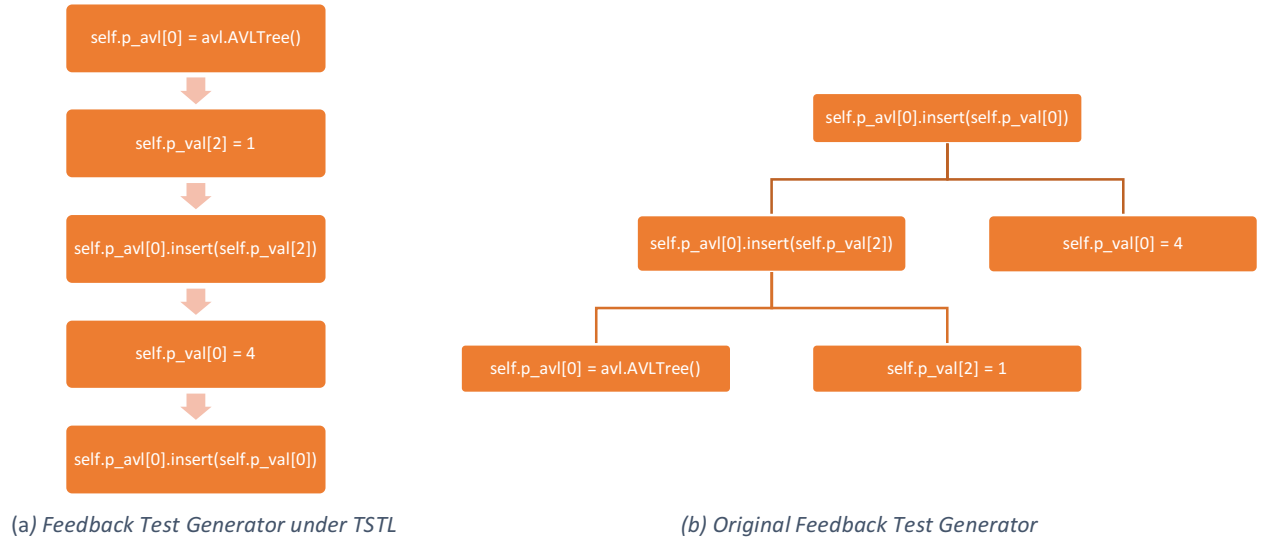 self.p_avl[0] = avl.AVLTree()
self.p_val[2] = 1
self.p_avl[0].insert(self.p_val[2])
self.p_val[0] = 4
self.p_avl[0].insert(self.p_val[0])
(a) Feedback Test Generator under TSTL
self.p_avl[0].insert(self.p_val[0])
self.p_avl[0].insert(self.p_val[2])
self.p_val[0] = 4
self.p_avl[0] = avl.AVLTree()
self.p_val[2] = 1
(b) Original Feedback Test Generator